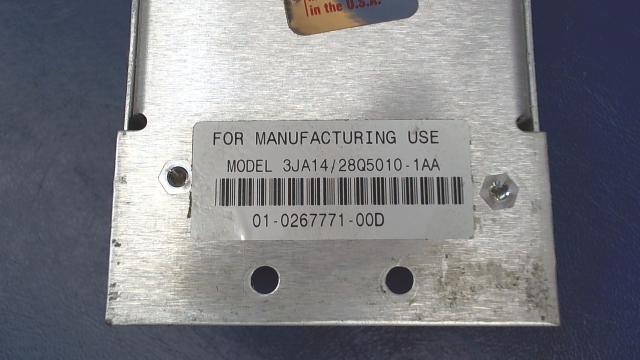 in the U.S.A.
FOR MANUFACTURING USE
MODEL 3JA14/28Q5010-1AA
01-0267771-00D